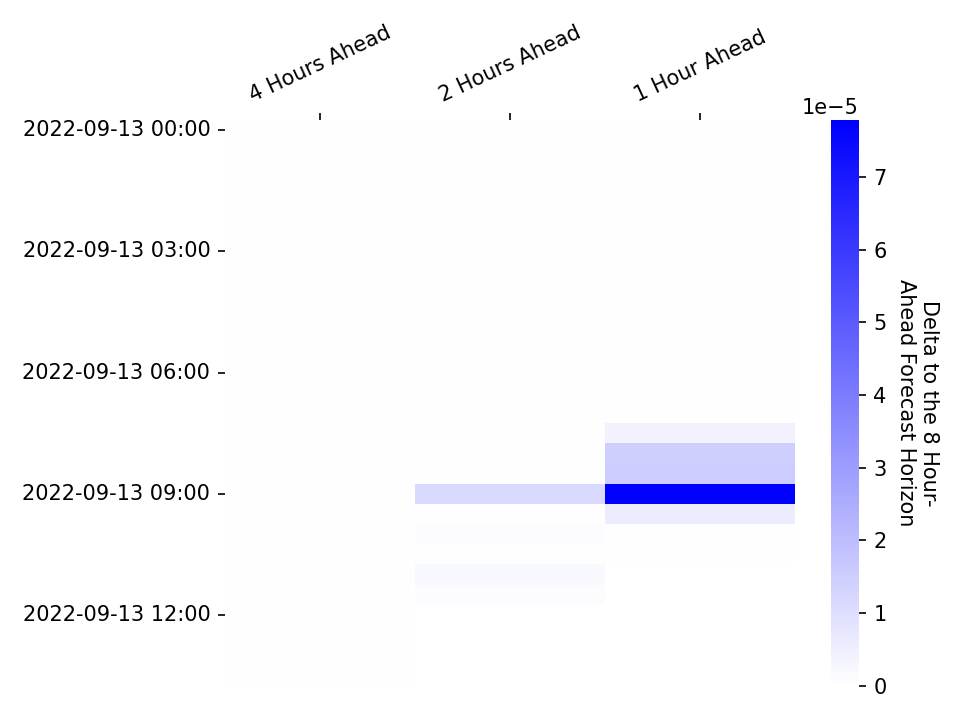 4 Hours Ahead
2 Hours Ahead
1 Hour Ahead
1e−5
2022-09-13 00:00
2022-09-13 03:00
2022-09-13 06:00
2022-09-13 09:00
2022-09-13 12:00
7
6
5
4
3
2
1
0
Delta to the 8 Hour-
Ahead Forecast Horizon